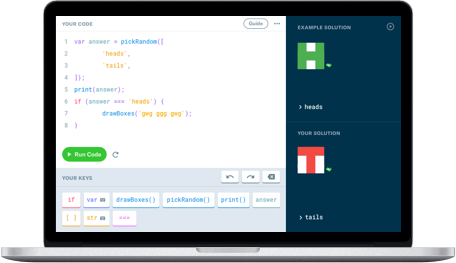 YOUR CODE
Guide
EXAMPLE SOLUTION
1 var answer = pickRandom([
2 'heads',
3 'tails',
4 ]);
5 print(answer);
6 if (answer === 'heads') {
7 drawBoxes('gwg ggg gwg');
8 }
> heads
YOUR SOLUTION
Run Code
YOUR KEYS
if var drawBoxes() pickRandom() print() answer
[ ] str ===
> tails